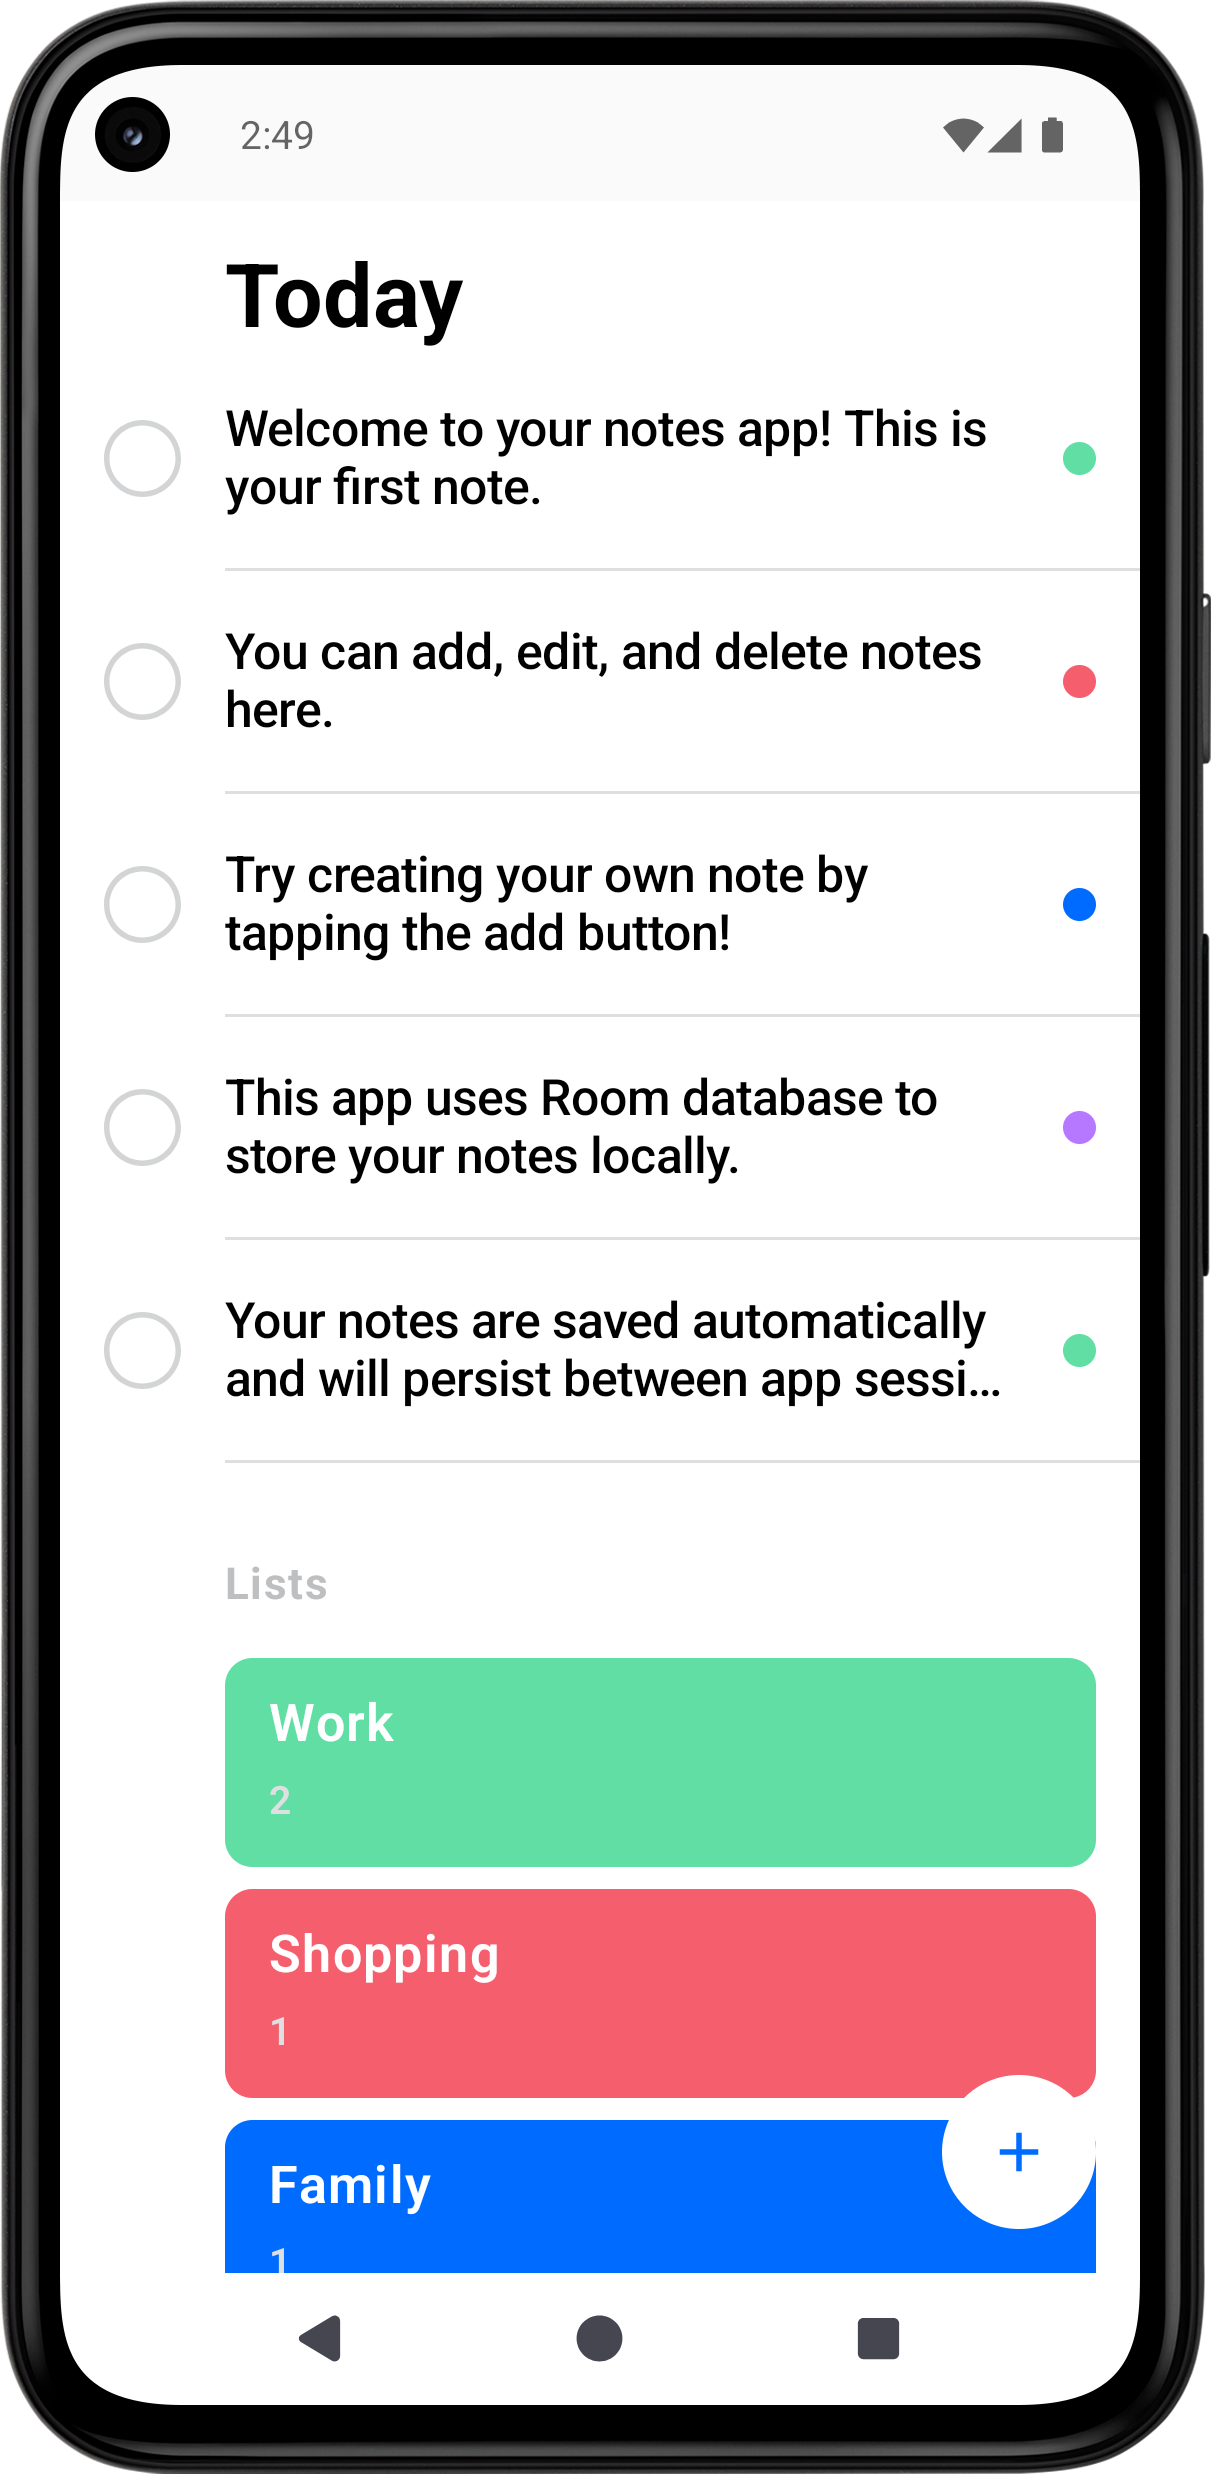 2:49
Today
Welcome to your notes app! This is
your first note.
You can add, edit, and delete notes
here.
Try creating your own note by
tapping the add button!
This app uses Room database to
store your notes locally.
Your notes are saved automatically
and will persist between app sessi...
Lists
Work
2
Shopping
1
Family
1